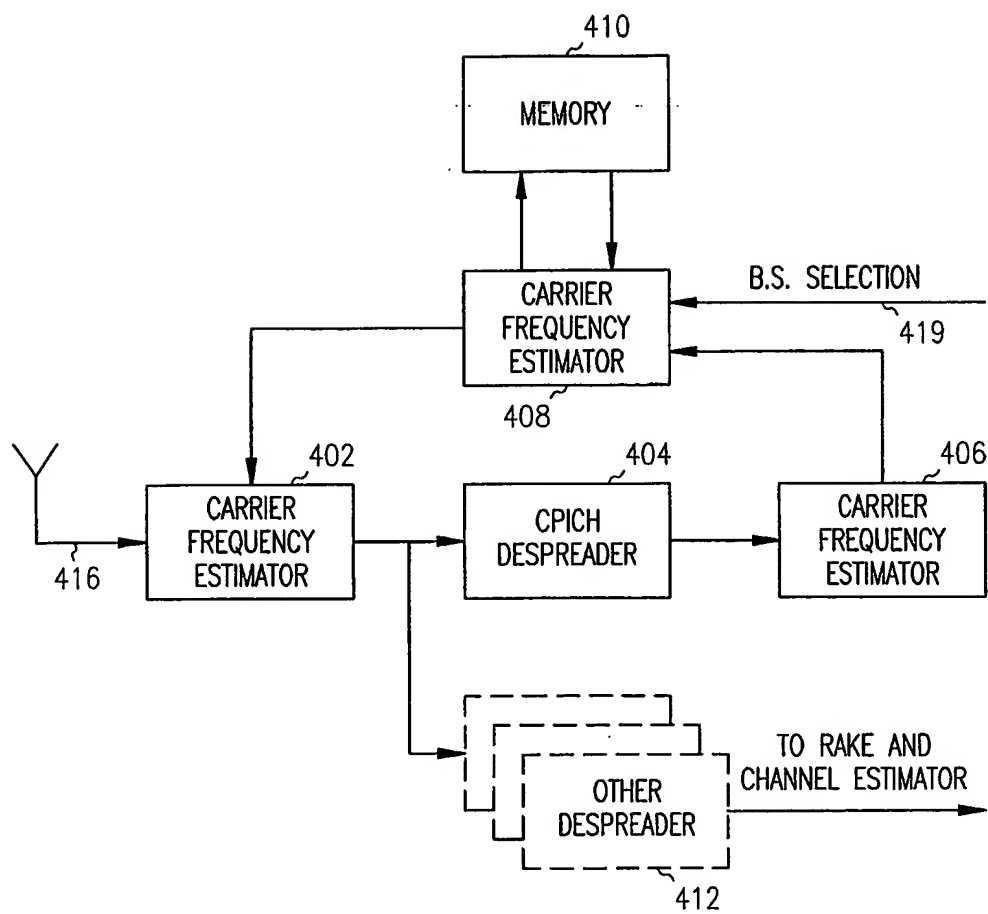 410
MEMORY
B.S. SELECTION
419
CARRIER
FREQUENCY
ESTIMATOR
408
402
CARRIER
FREQUENCY
ESTIMATOR
416
404
CPICH
DESPREADER
406
CARRIER
FREQUENCY
ESTIMATOR
OTHER
DESPREADER
412
TO RAKE AND
CHANNEL ESTIMATOR